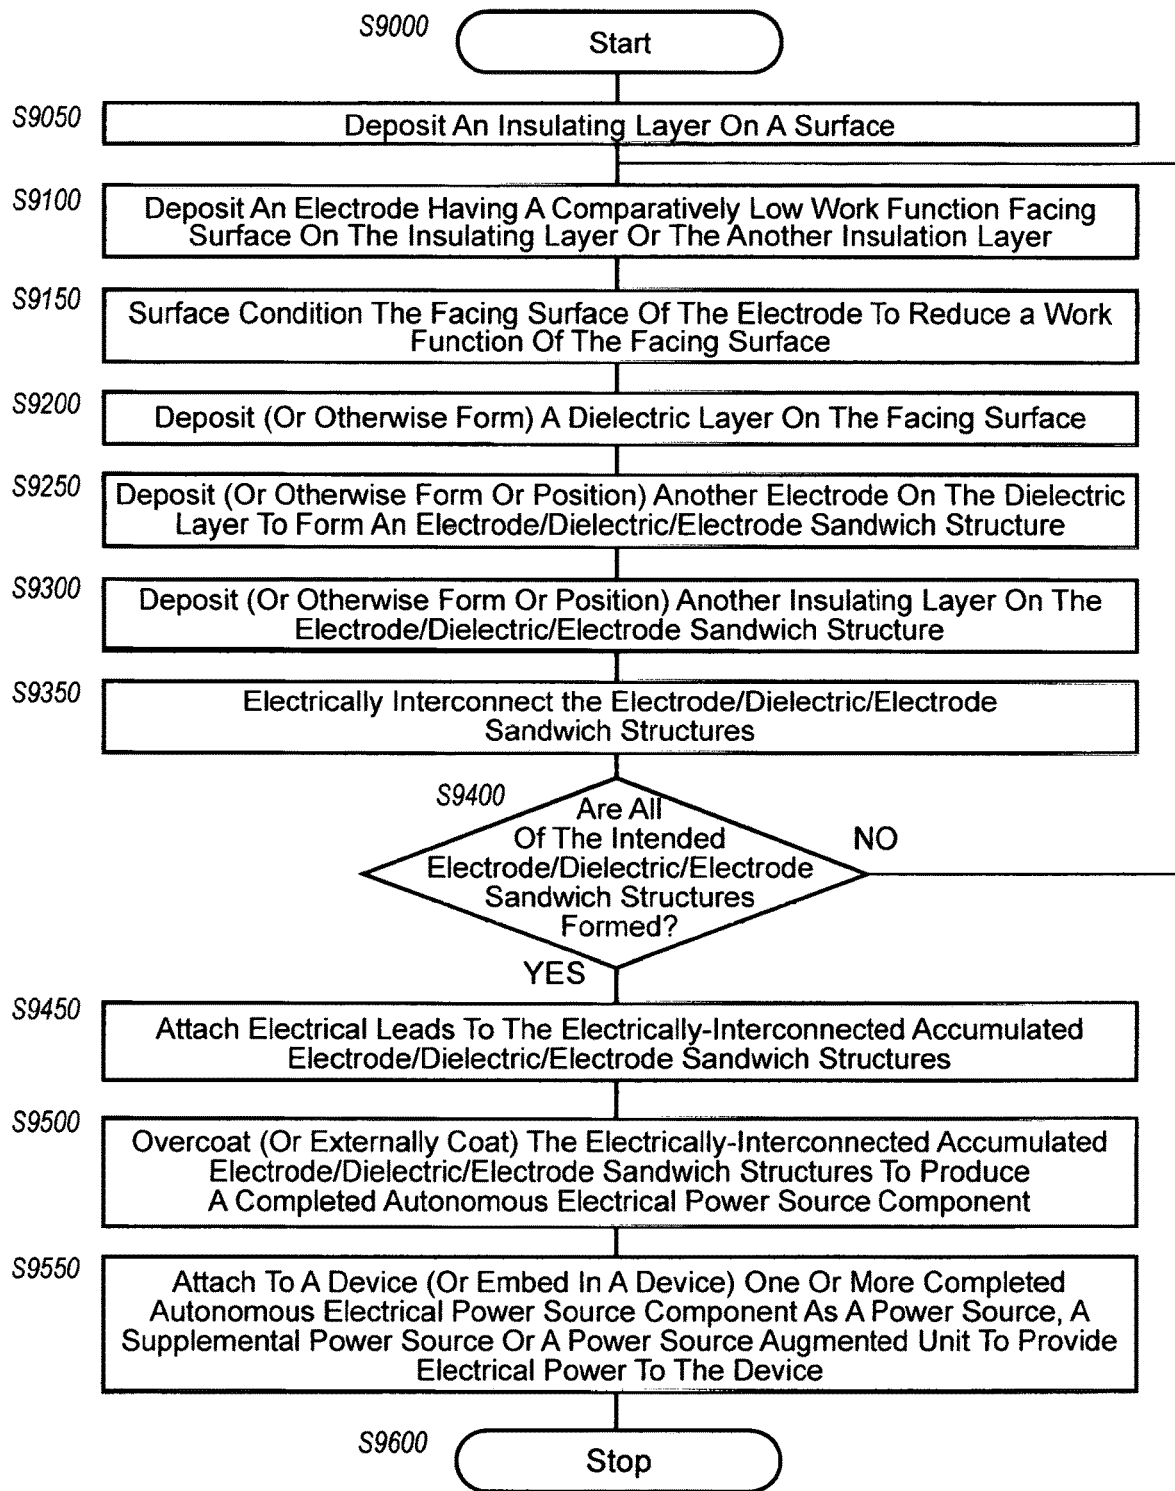 S9000
Start
S9050
Deposit An Insulating Layer On A Surface
S9100
Deposit An Electrode Having A Comparatively Low Work Function Facing
Surface On The Insulating Layer Or The Another Insulation Layer
S9150
Surface Condition The Facing Surface Of The Electrode To Reduce a Work
Function Of The Facing Surface
S9200
Deposit (Or Otherwise Form) A Dielectric Layer On The Facing Surface
S9250
Deposit (Or Otherwise Form Or Position) Another Electrode On The Dielectric
Layer To Form An Electrode/Dielectric/Electrode Sandwich Structure
S9300
Deposit (Or Otherwise Form Or Position) Another Insulating Layer On The
Electrode/Dielectric/Electrode Sandwich Structure
S9350
Electrically Interconnect the Electrode/Dielectric/Electrode
Sandwich Structures
S9400
Are All
Of The Intended
Electrode/Dielectric/Electrode
Sandwich Structures
Formed?
NO
YES
S9450
Attach Electrical Leads To The Electrically-Interconnected Accumulated
Electrode/Dielectric/Electrode Sandwich Structures
S9500
Overcoat (Or Externally Coat) The Electrically-Interconnected Accumulated
Electrode/Dielectric/Electrode Sandwich Structures To Produce
A Completed Autonomous Electrical Power Source Component
S9550
Attach To A Device (Or Embed In A Device) One Or More Completed
Autonomous Electrical Power Source Component As A Power Source, A
Supplemental Power Source Or A Power Source Augmented Unit To Provide
Electrical Power To The Device
S9600
Stop